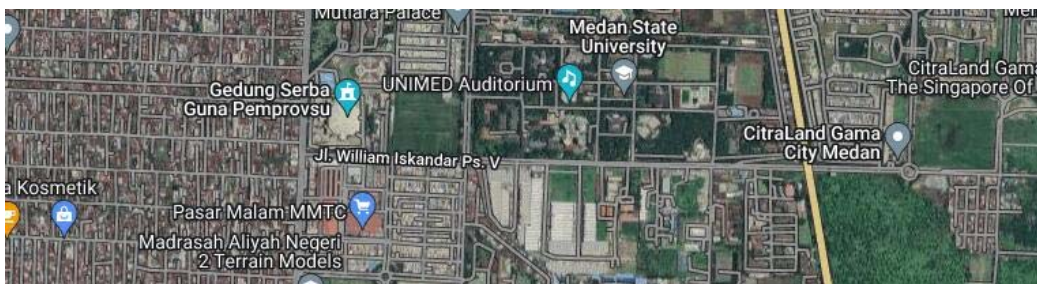 Mutiara Palace
Medan State
University
Gedung Serba
Guna Pemprovsu
UNIMED Auditorium
CitraLand Gama
The Singapore Of
CitraLand Gama
City Medan
Jl. William Iskandar Ps. V
a Kosmetik
Pasar Malam MMTC
Madrasah Aliyah Negeri
2 Terrain Models